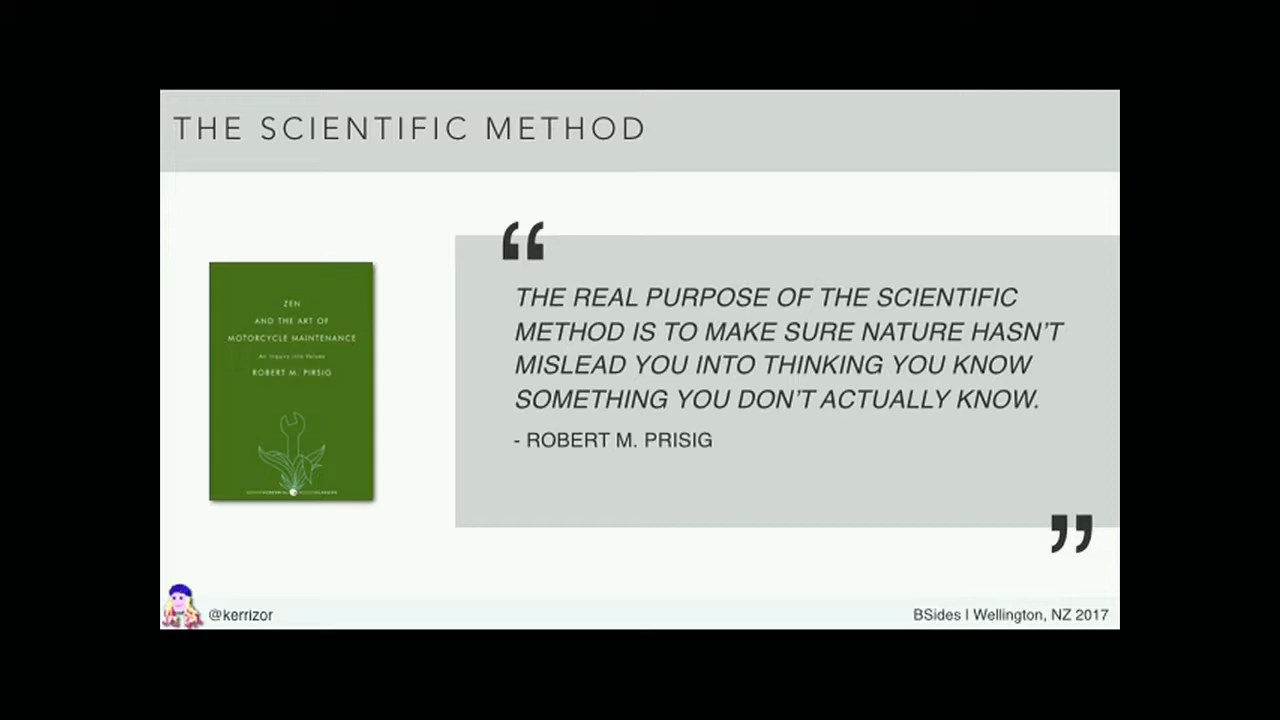 THE SCIENTIFIC METHOD
“
THE REAL PURPOSE OF THE SCIENTIFIC
METHOD IS TO MAKE SURE NATURE HASN’T
MISLEAD YOU INTO THINKING YOU KNOW
SOMETHING YOU DON’T ACTUALLY KNOW.
- ROBERT M. PRISIG
”
ZEN
AND THE ART OF
MOTORCYCLE MAINTENANCE
An Inquiry into Values
ROBERT M. PIRSIG
@kerrizor
BSides | Wellington, NZ 2017